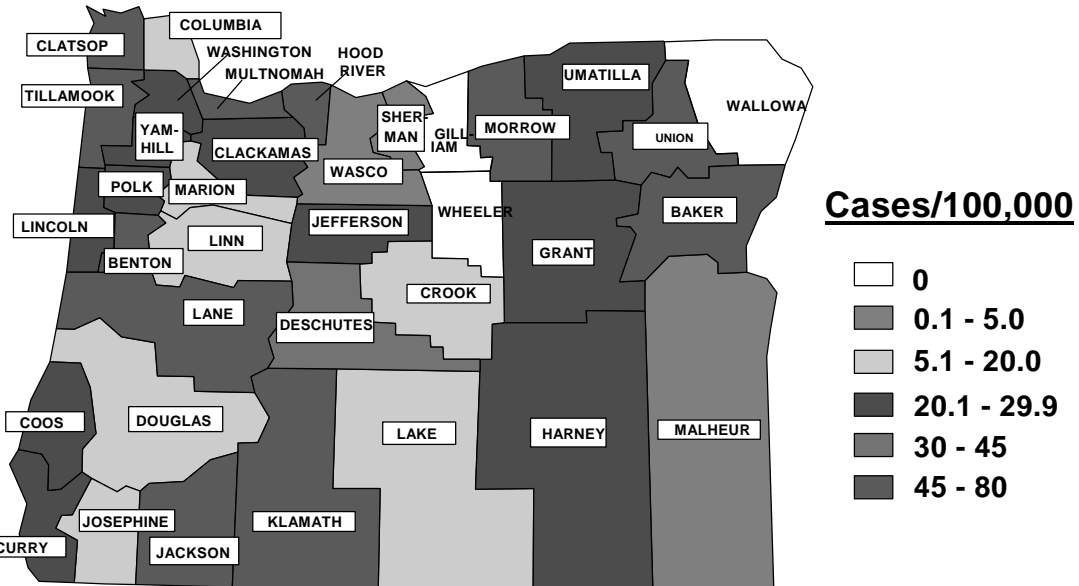 COLUMBIA
CLATSOP
WASHINGTON
HOOD
RIVER
MULTNOMAH
TILLAMOOK
UMATILLA
WALLOWA
SHER-
MAN
GILL-
IAM
MORROW
YAM-
HILL
UNION
CLACKAMAS
WASCO
POLK
MARION
WHEELER
BAKER
JEFFERSON
LINCOLN
LINN
GRANT
BENTON
CROOK
LANE
DESCHUTES
COOS
DOUGLAS
LAKE
HARNEY
MALHEUR
JOSEPHINE
KLAMATH
CURRY
JACKSON
Cases/100,000
0
0.1 - 5.0
5.1 - 20.0
20.1 - 29.9
30 - 45
45 - 80